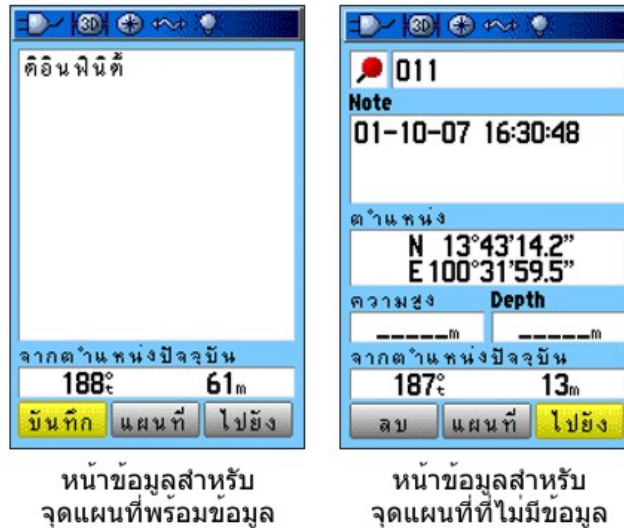 3D
ดิอินฟินิตี้
จากตำแหน่งปัจจุบัน
188°t 61m
บันทึก แผนที่ ไปยัง
หน้าข้อมูลสำหรับ
จุดแผนที่พร้อมข้อมูล
3D
011
Note
01-10-07 16:30:48
ตำแหน่ง
N 13°43'14.2"
E 100°31'59.5"
ความสูง Depth
_____m _____m
จากตำแหน่งปัจจุบัน
187°t 13m
ลบ แผนที่ ไปยัง
หน้าข้อมูลสำหรับ
จุดแผนที่ที่ไม่มีข้อมูล